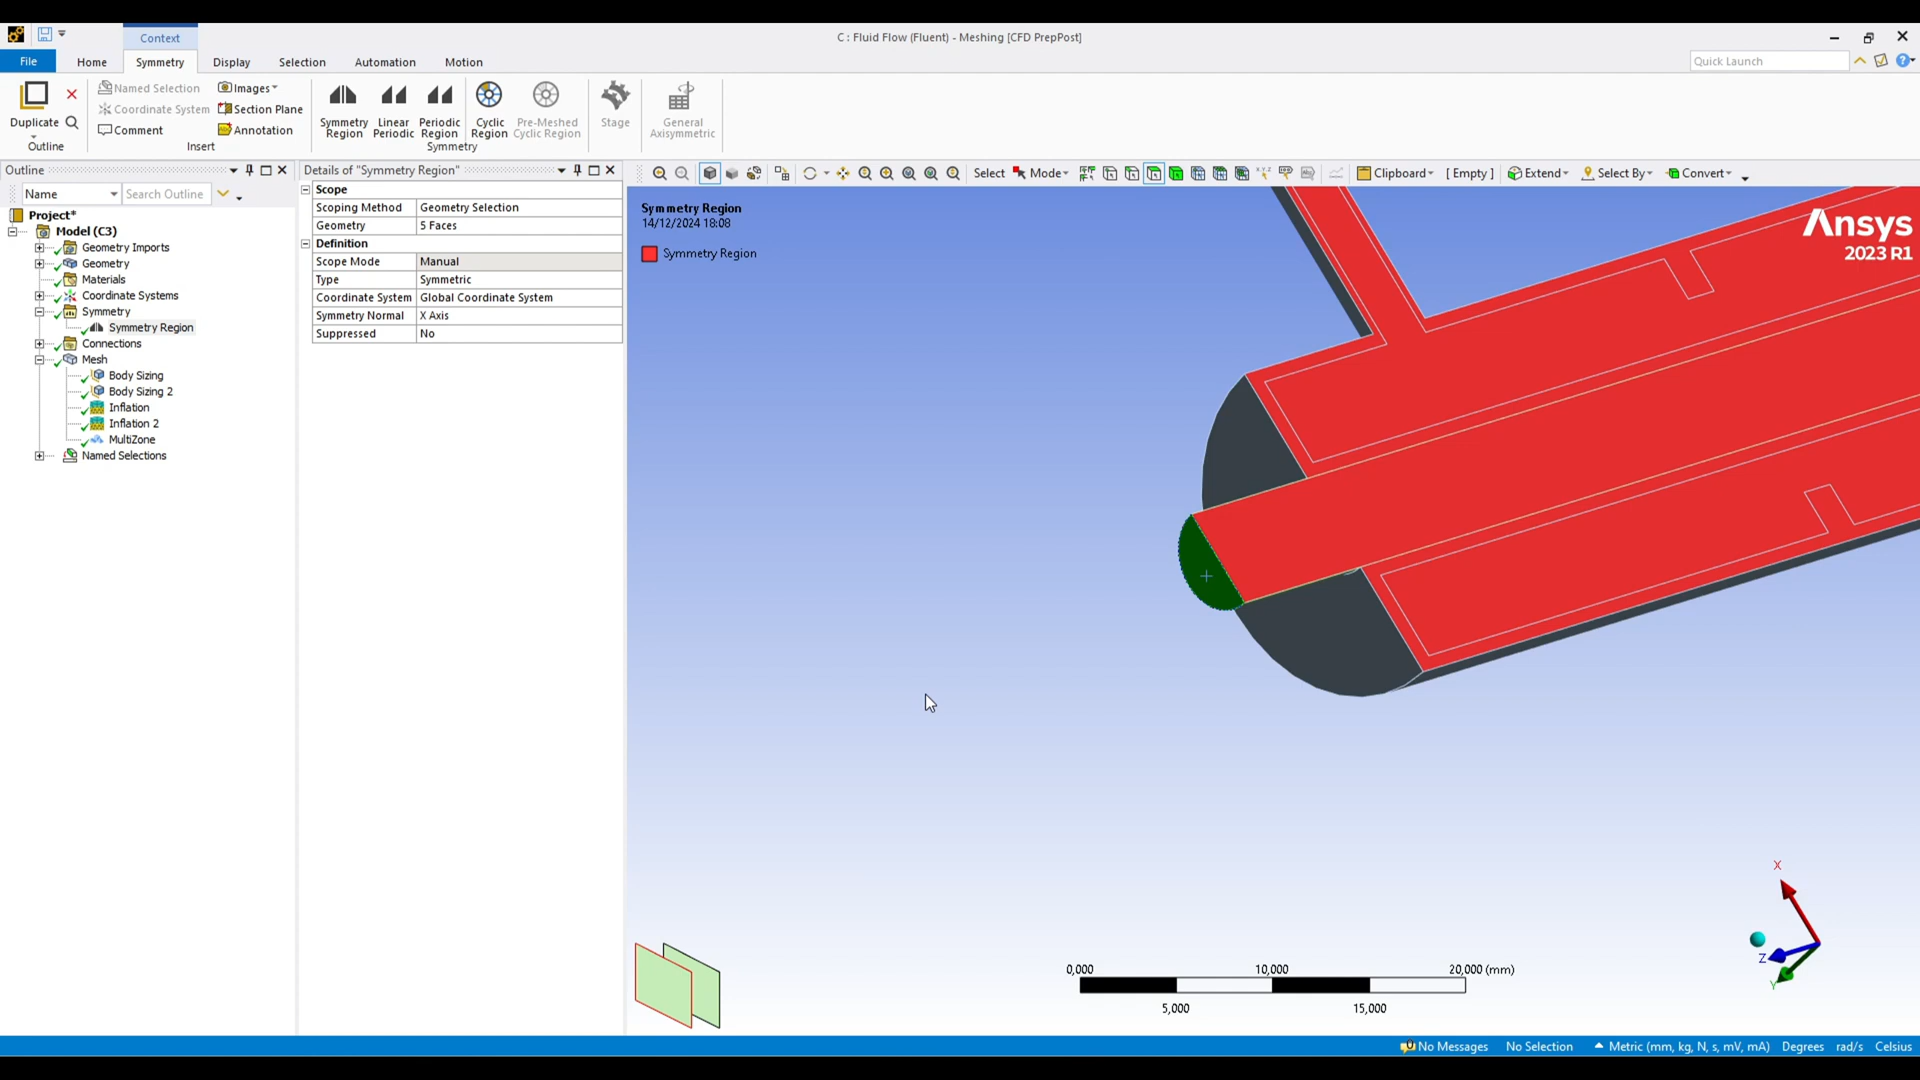 Context
C : Fluid Flow (Fluent) - Meshing [CFD PrepPost]
File Home Symmetry Display Selection Automation Motion
Quick Launch
Duplicate
Outline
Named Selection
Coordinate System
Comment
Images
Section Plane
Annotation
Insert
Symmetry Region
Linear Periodic
Periodic Region
Cyclic Region
Pre-Meshed Cyclic Region
Symmetry
Stage
General Axisymmetric
Outline
Name
Search Outline
Project*
Model (C3)
Geometry Imports
Geometry
Materials
Coordinate Systems
Symmetry
Symmetry Region
Connections
Mesh
Body Sizing
Body Sizing 2
Inflation
Inflation 2
MultiZone
Named Selections
Details of "Symmetry Region"
Scope
Scoping Method Geometry Selection
Geometry 5 Faces
Definition
Scope Mode Manual
Type Symmetric
Coordinate System Global Coordinate System
Symmetry Normal X Axis
Suppressed No
Select Mode Clipboard [ Empty ] Extend Select By Convert
Symmetry Region
14/12/2024 18:08
Symmetry Region
Ansys
2023 R1
X
Z
Y
0,000 10,000 20,000 (mm)
5,000 15,000
No Messages No Selection Metric (mm, kg, N, s, mV, mA) Degrees rad/s Celsius